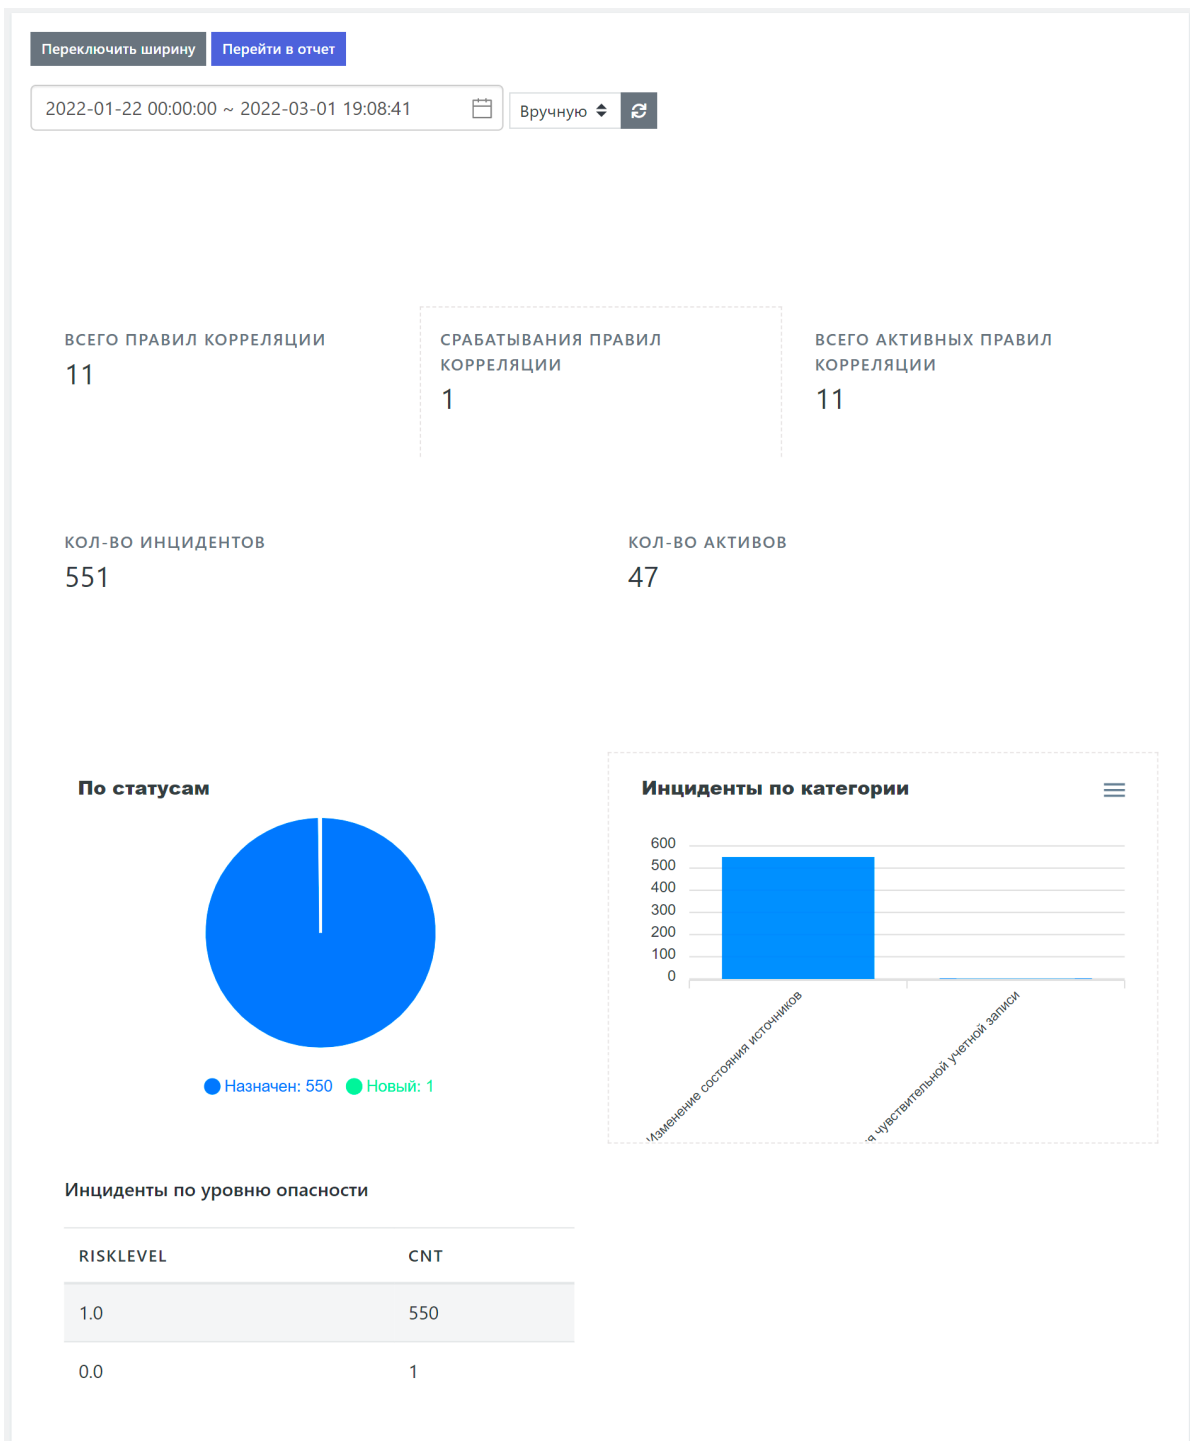 Переключить ширину Перейти в отчет
2022-01-22 00:00:00 ~ 2022-03-01 19:08:41 Вручную
ВСЕГО ПРАВИЛ КОРРЕЛЯЦИИ
11
СРАБАТЫВАНИЯ ПРАВИЛ
КОРРЕЛЯЦИИ
1
ВСЕГО АКТИВНЫХ ПРАВИЛ
КОРРЕЛЯЦИИ
11
КОЛ-ВО ИНЦИДЕНТОВ
551
КОЛ-ВО АКТИВОВ
47
По статусам
Назначен: 550 Новый: 1
Инциденты по категории
600
500
400
300
200
100
0
Изменение состояния источников
чувствительной учетной записи
Инциденты по уровню опасности
RISKLEVEL CNT
1.0 550
0.0 1